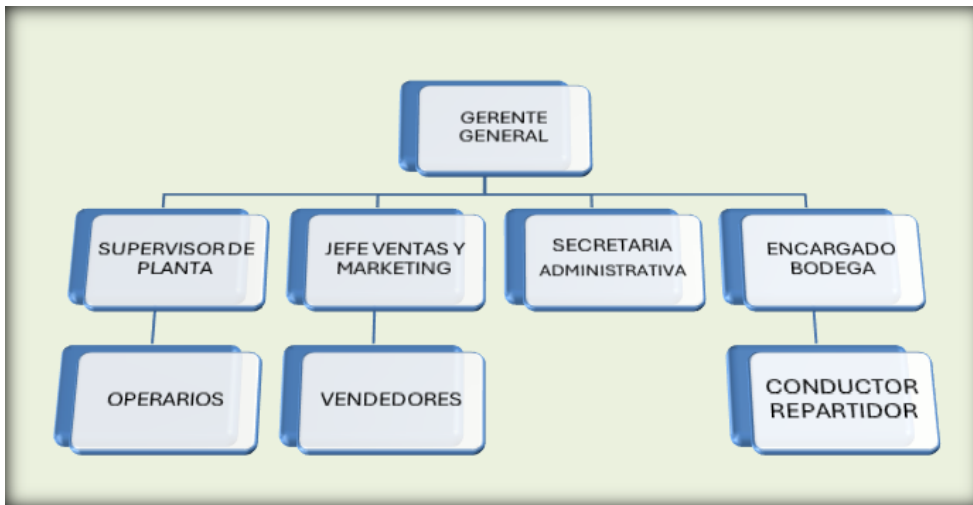 GERENTE
GENERAL
SUPERVISOR DE
PLANTA
JEFE VENTAS Y
MARKETING
SECRETARIA
ADMINISTRATIVA
ENCARGADO
BODEGA
OPERARIOS
VENDEDORES
CONDUCTOR
REPARTIDOR